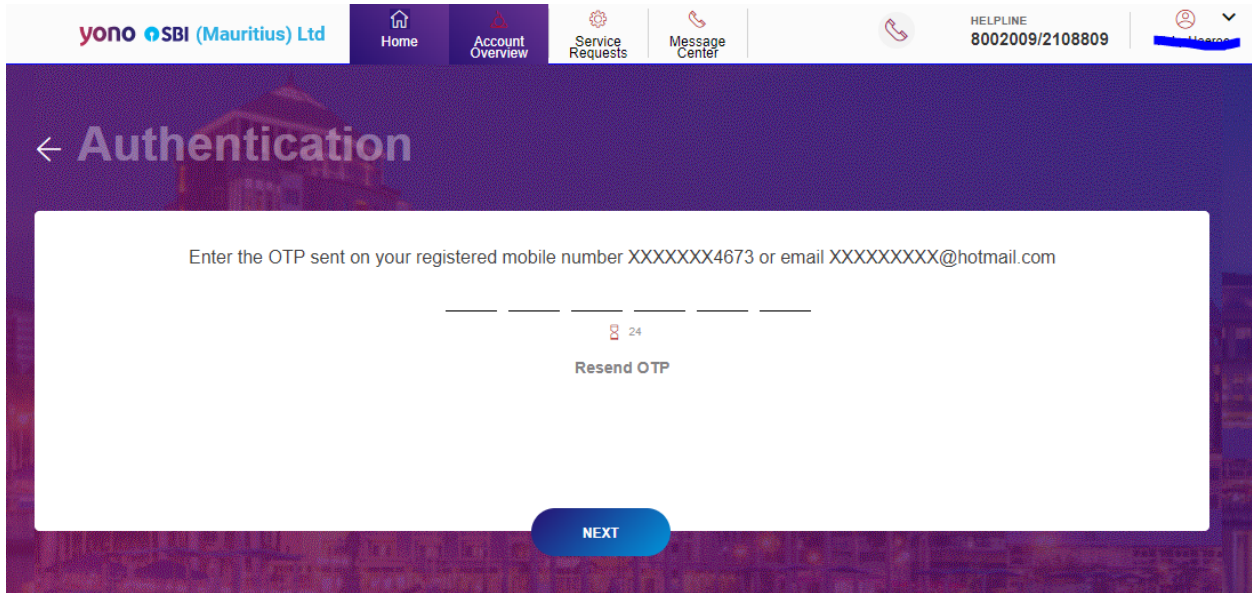 yono SBI (Mauritius) Ltd
Home
Account
Overview
Service
Requests
Message
Center
HELPLINE
8002009/2108809
Authentication
Enter the OTP sent on your registered mobile number XXXXXXX4673 or email XXXXXXXXX@hotmail.com
24
Resend OTP
NEXT